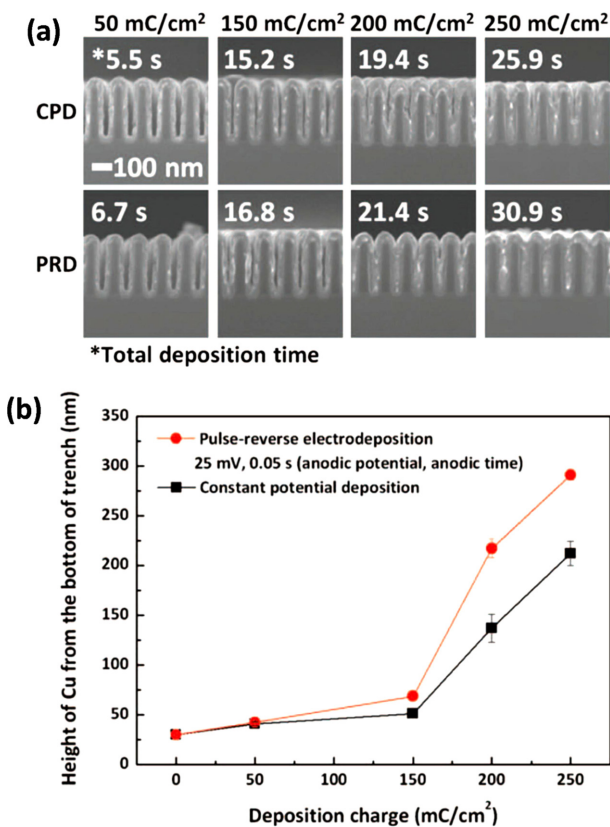 (a)
50 mC/cm² 150 mC/cm² 200 mC/cm² 250 mC/cm²
CPD
*5.5 s 15.2 s 19.4 s 25.9 s
100 nm
PRD
6.7 s 16.8 s 21.4 s 30.9 s
*Total deposition time
(b)
Height of Cu from the bottom of trench (nm)
350
300
250
200
150
100
50
0
Pulse-reverse electrodeposition
25 mV, 0.05 s (anodic potential, anodic time)
Constant potential deposition
0 50 100 150 200 250
Deposition charge (mC/cm²)